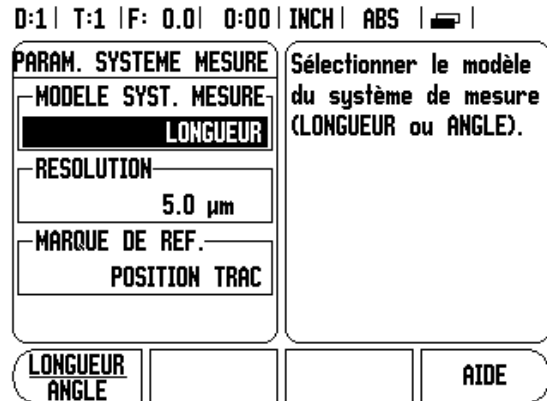 D:1 | T:1 | F: 0.0 | 0:00 | INCH | ABS
PARAM. SYSTEME MESURE
MODELE SYST. MESURE
LONGUEUR
RESOLUTION
5.0 µm
MARQUE DE REF.
POSITION TRAC
Sélectionner le modèle
du système de mesure
(LONGUEUR ou ANGLE).
LONGUEUR
ANGLE
AIDE